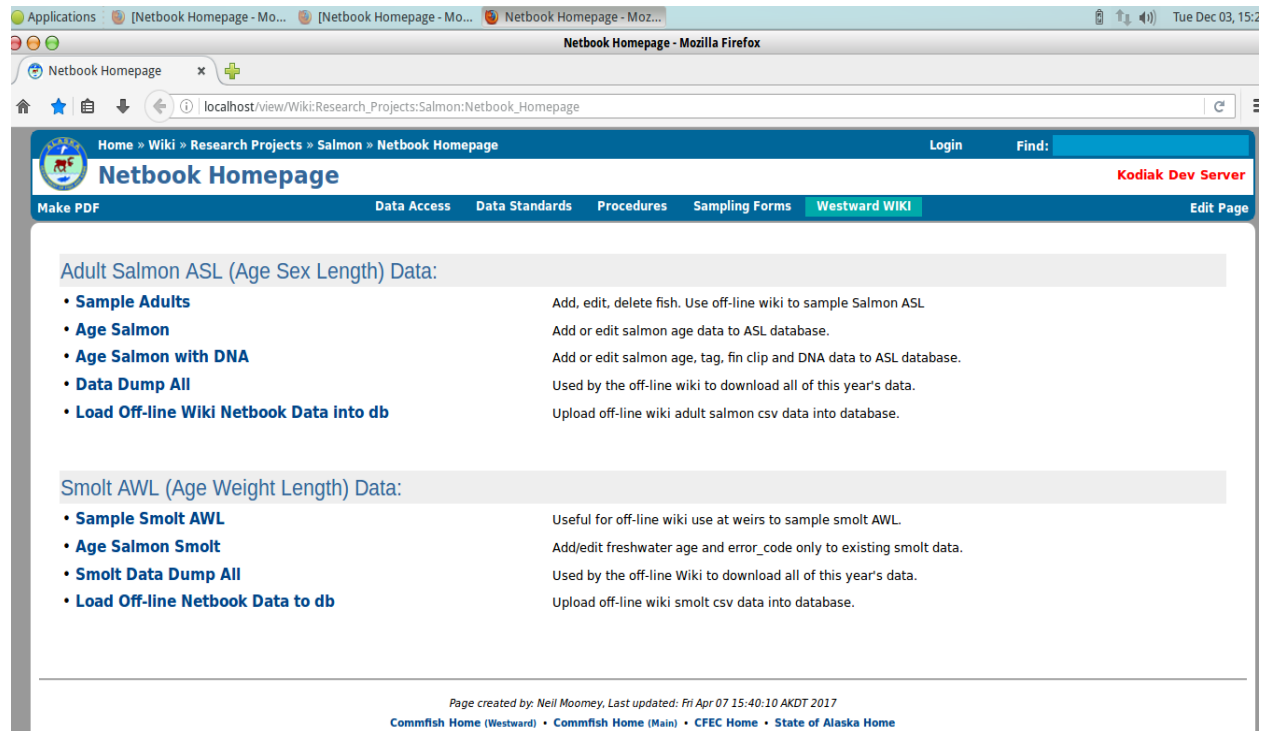 Applications [Netbook Homepage - Mo... [Netbook Homepage - Mo... Netbook Homepage - Moz... Tue Dec 03, 15:2
Netbook Homepage - Mozilla Firefox
Netbook Homepage
localhost/view/Wiki:Research_Projects:Salmon:Netbook_Homepage
Home » Wiki » Research Projects » Salmon » Netbook Homepage Login Find:
Netbook Homepage Kodiak Dev Server
Make PDF Data Access Data Standards Procedures Sampling Forms Westward WIKI Edit Page
Adult Salmon ASL (Age Sex Length) Data:
• Sample Adults Add, edit, delete fish. Use off-line wiki to sample Salmon ASL
• Age Salmon Add or edit salmon age data to ASL database.
• Age Salmon with DNA Add or edit salmon age, tag, fin clip and DNA data to ASL database.
• Data Dump All Used by the off-line wiki to download all of this year's data.
• Load Off-line Wiki Netbook Data into db Upload off-line wiki adult salmon csv data into database.
Smolt AWL (Age Weight Length) Data:
• Sample Smolt AWL Useful for off-line wiki use at weirs to sample smolt AWL.
• Age Salmon Smolt Add/edit freshwater age and error_code only to existing smolt data.
• Smolt Data Dump All Used by the off-line Wiki to download all of this year's data.
• Load Off-line Netbook Data to db Upload off-line wiki smolt csv data into database.
Page created by: Neil Moomey, Last updated: Fri Apr 07 15:40:10 AKDT 2017
Commfish Home (Westward) • Commfish Home (Main) • CFEC Home • State of Alaska Home